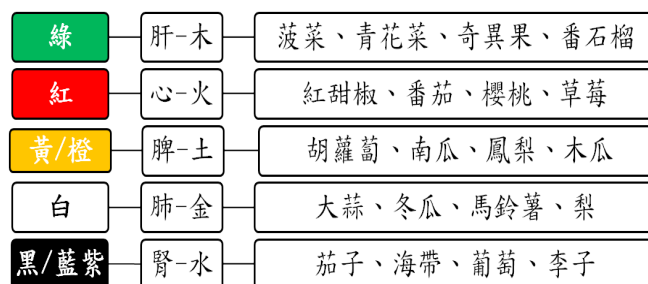 綠 肝-木 菠菜、青花菜、奇異果、番石榴
紅 心-火 紅甜椒、番茄、櫻桃、草莓
黃/橙 脾-土 胡蘿蔔、南瓜、鳳梨、木瓜
白 肺-金 大蒜、冬瓜、馬鈴薯、梨
黑/藍紫 腎-水 茄子、海帶、葡萄、李子